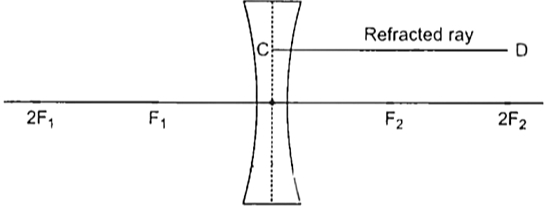 Refracted ray
C D
2F₁ F₁ F₂ 2F₂